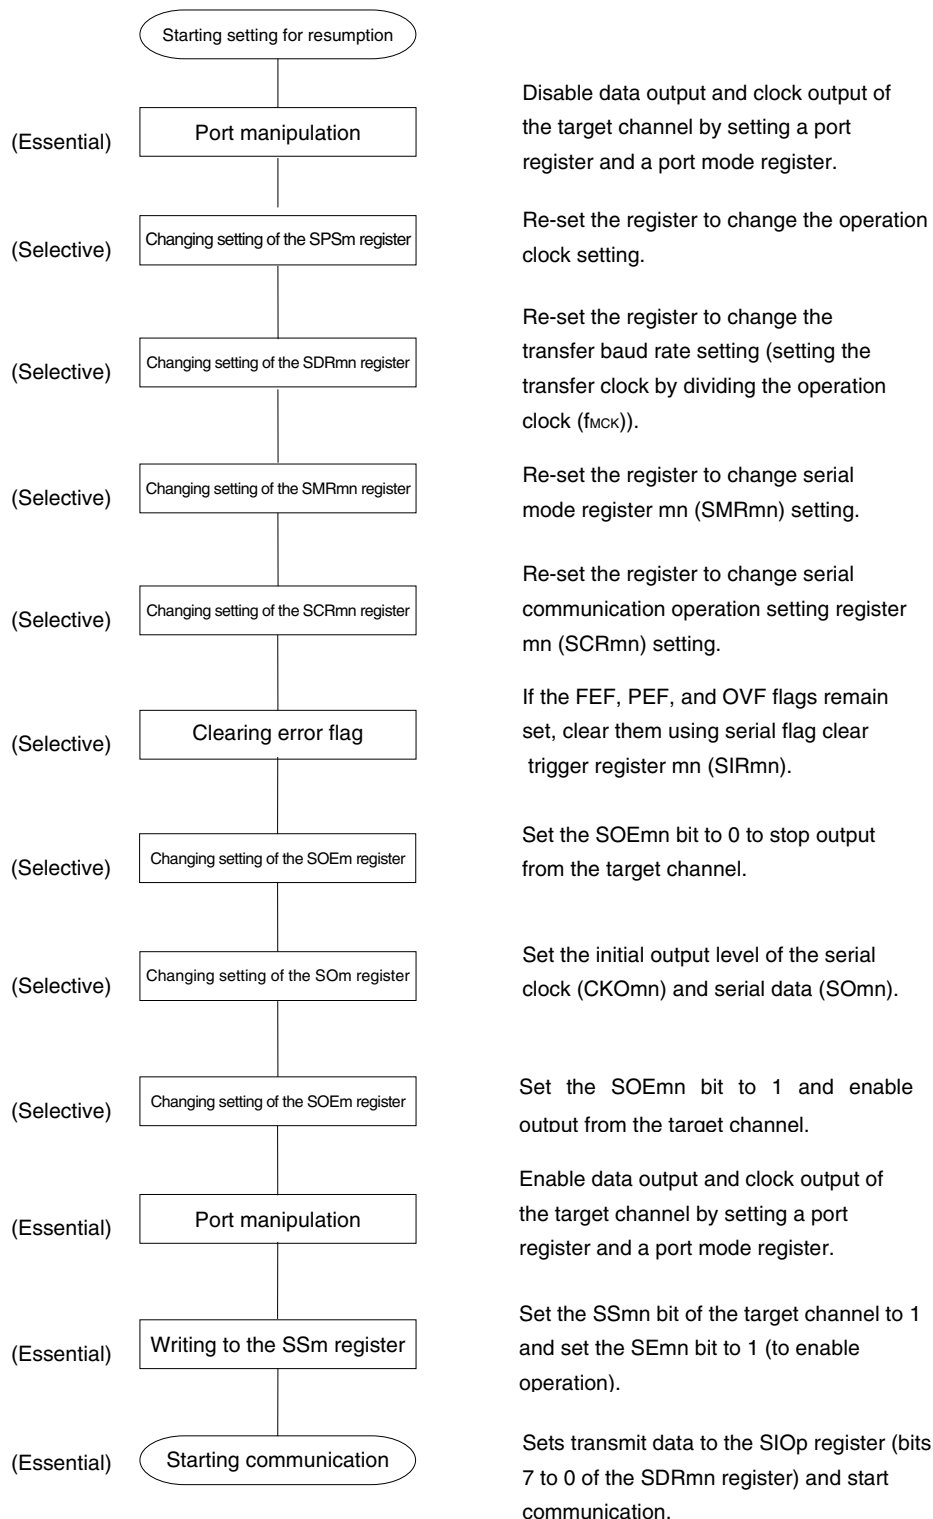 Starting setting for resumption
(Essential)
Port manipulation
Disable data output and clock output of
the target channel by setting a port
register and a port mode register.
(Selective)
Changing setting of the SPSm register
Re-set the register to change the operation
clock setting.
(Selective)
Changing setting of the SDRmn register
Re-set the register to change the
transfer baud rate setting (setting the
transfer clock by dividing the operation
clock (fMCK)).
(Selective)
Changing setting of the SMRmn register
Re-set the register to change serial
mode register mn (SMRmn) setting.
(Selective)
Changing setting of the SCRmn register
Re-set the register to change serial
communication operation setting register
mn (SCRmn) setting.
(Selective)
Clearing error flag
If the FEF, PEF, and OVF flags remain
set, clear them using serial flag clear
trigger register mn (SIRmn).
(Selective)
Changing setting of the SOEm register
Set the SOEmn bit to 0 to stop output
from the target channel.
(Selective)
Changing setting of the SOm register
Set the initial output level of the serial
clock (CKOmn) and serial data (SOmn).
(Selective)
Changing setting of the SOEm register
Set the SOEmn bit to 1 and enable
output from the target channel.
(Essential)
Port manipulation
Enable data output and clock output of
the target channel by setting a port
register and a port mode register.
(Essential)
Writing to the SSm register
Set the SSmn bit of the target channel to 1
and set the SEmn bit to 1 (to enable
operation).
(Essential)
Starting communication
Sets transmit data to the SIOp register (bits
7 to 0 of the SDRmn register) and start
communication.